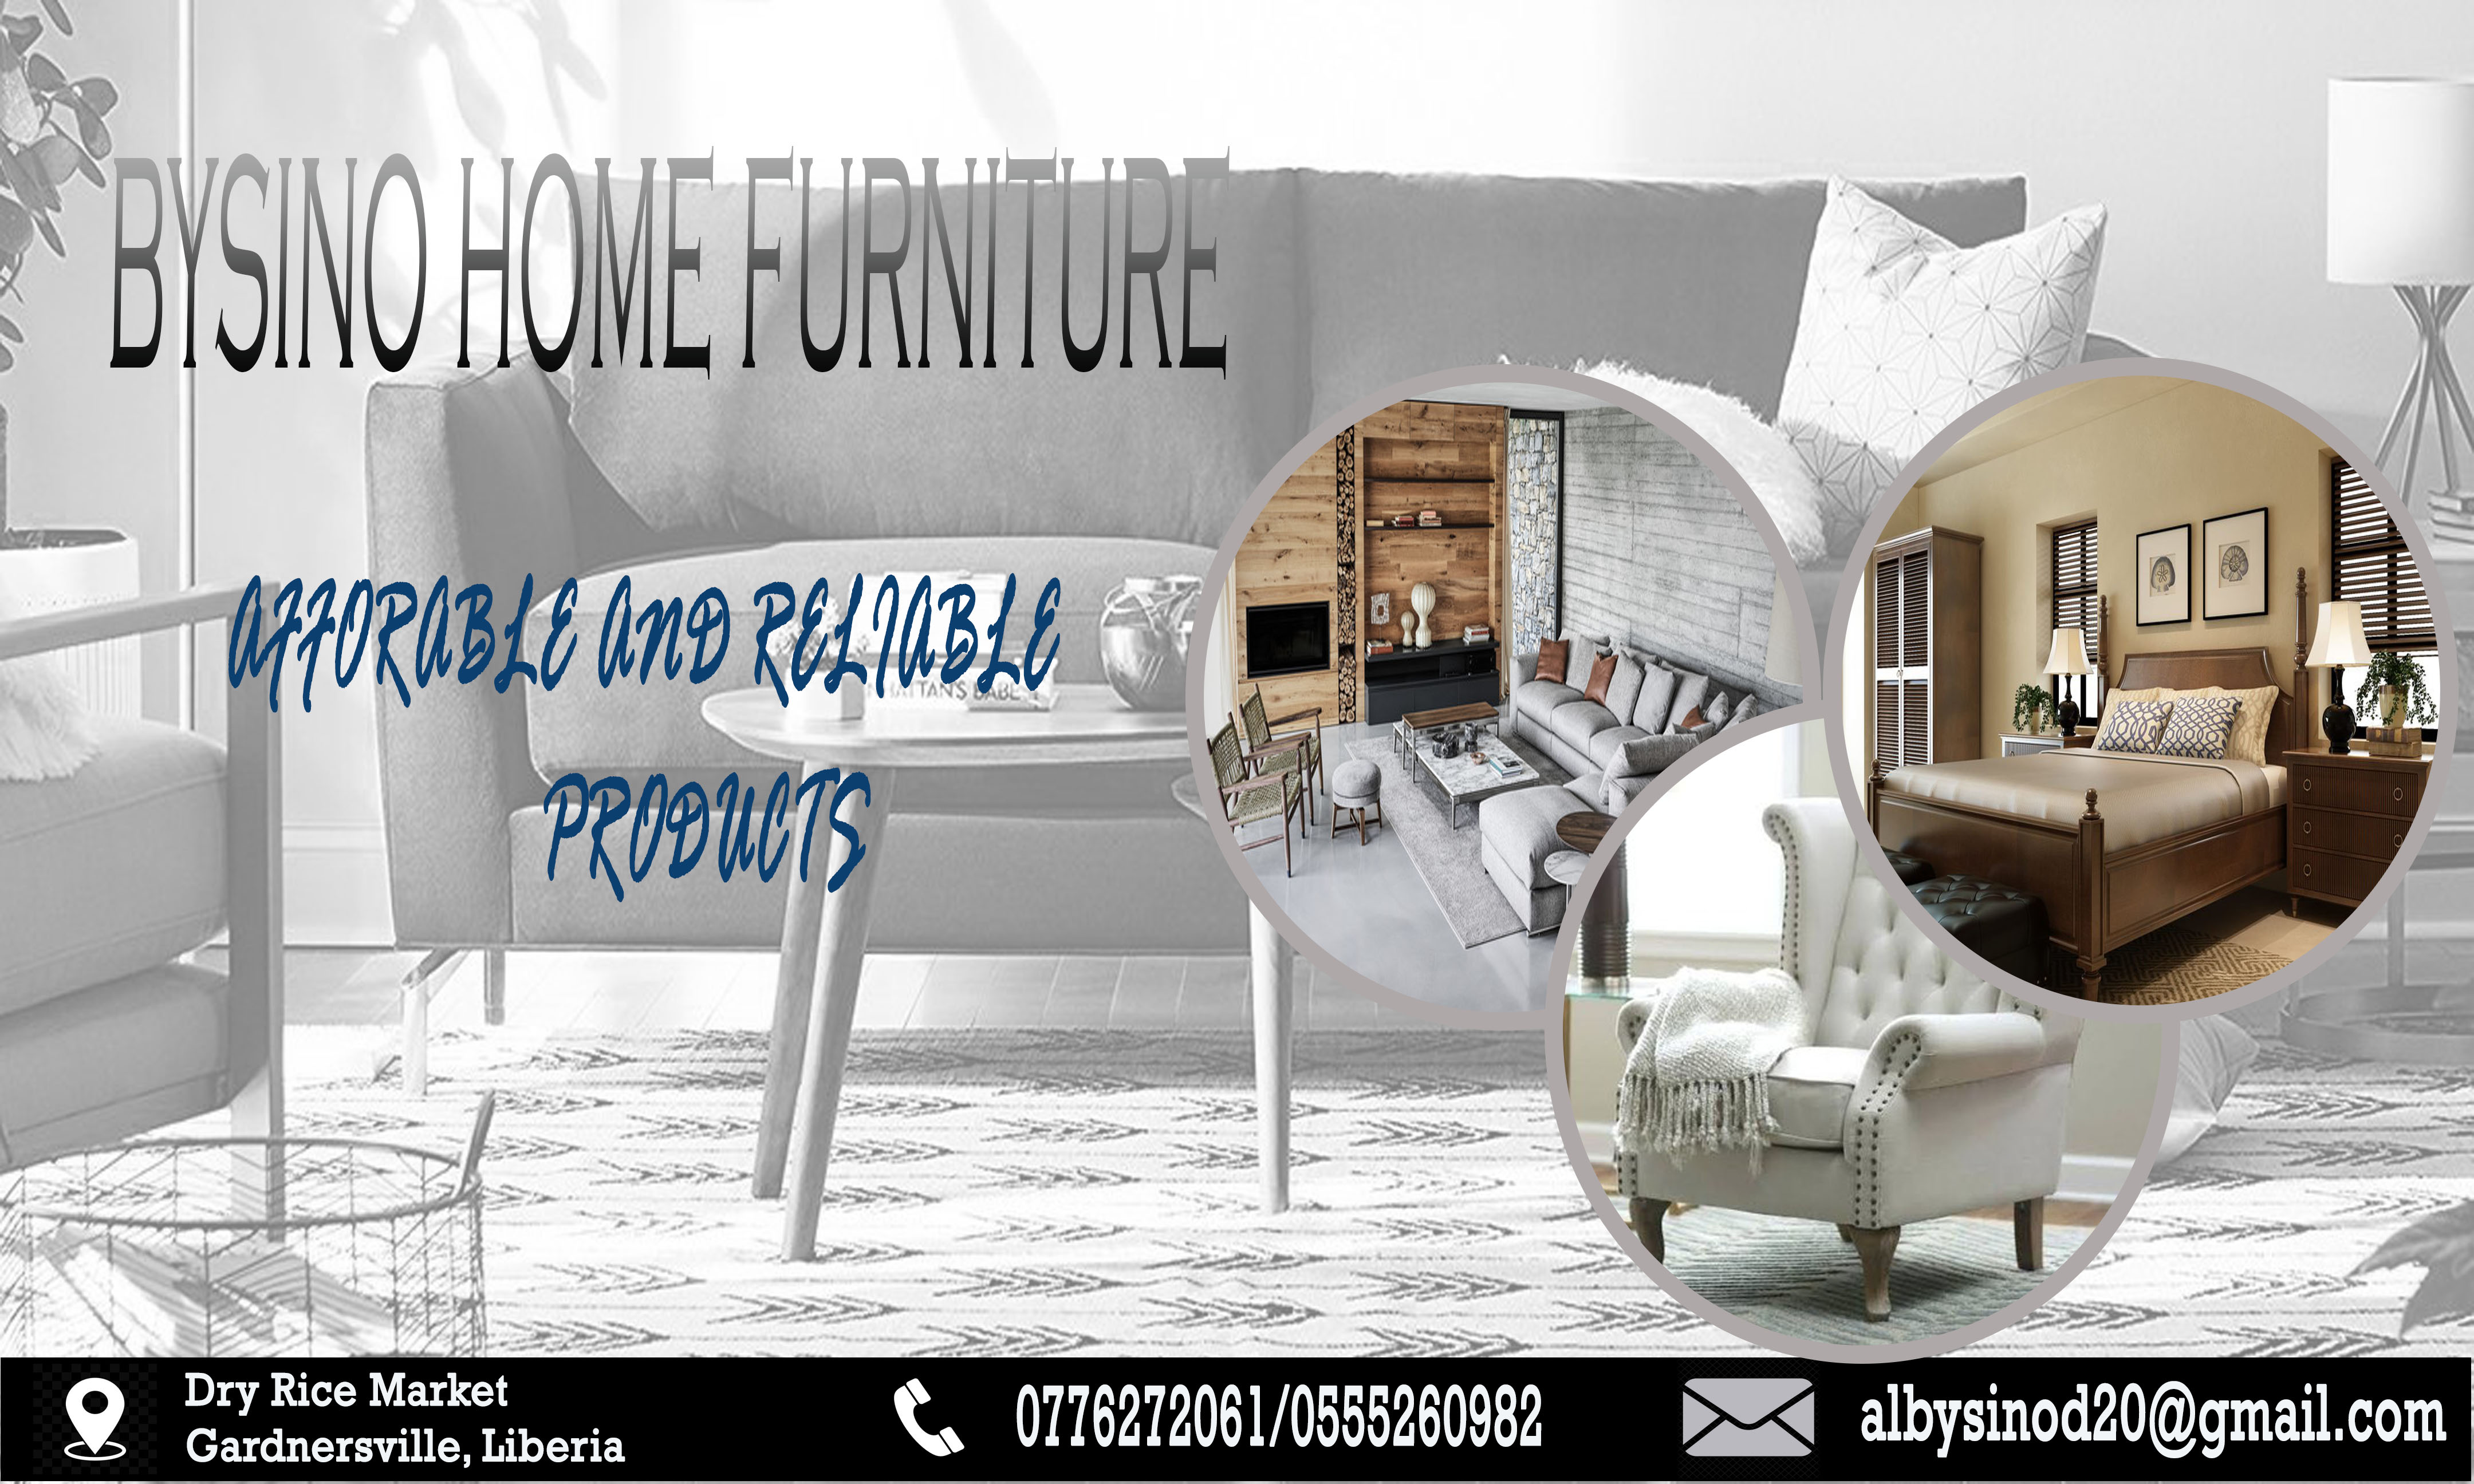 BYSINO HOME FURNITURE
AFFORABLE AND RELIABLE
PRODUCTS
Dry Rice Market
Gardnersville, Liberia
0776272061/0555260982
albysinod20@gmail.com